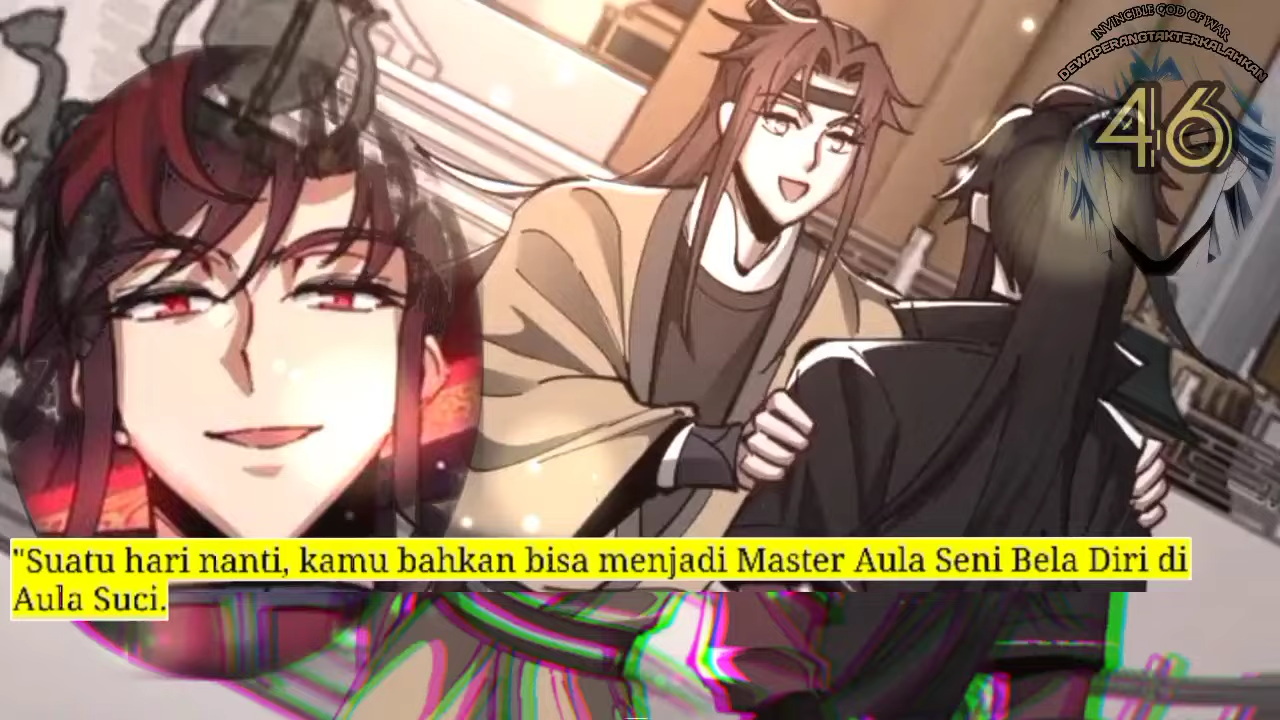 INVINCIBLE GOD OF WAR
DEWAPERANGTAKTERKALAHKAN
46
"Suatu hari nanti, kamu bahkan bisa menjadi Master Aula Seni Bela Diri di
Aula Suci.